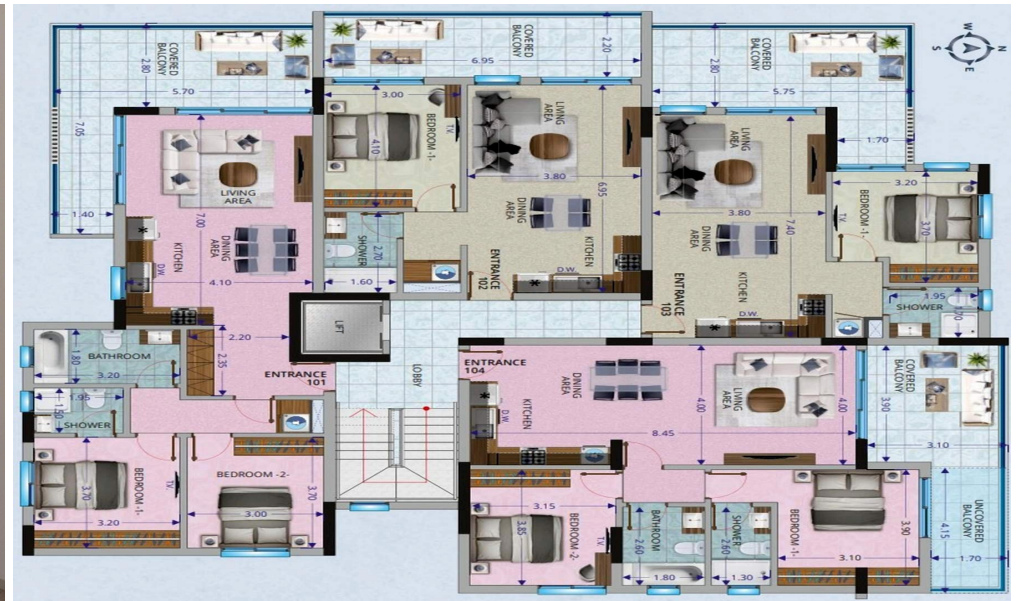 COVERED
BALCONY
2.80
5.70
7.05
1.40
COVERED
BALCONY
2.20
6.95
COVERED
BALCONY
2.80
5.75
1.70
W
N
S
E
LIVING
AREA
7.00
DINING
AREA
KITCHEN
D.W.
4.10
2.20
2.35
ENTRANCE
101
BATHROOM
1.80
3.20
1.95
1.50
SHOWER
BEDROOM -1-
T.V.
3.70
3.20
BEDROOM -2-
3.70
3.00
3.00
BEDROOM -1-
T.V.
4.10
SHOWER
2.70
1.60
LIVING
AREA
3.80
6.95
DINING
AREA
KITCHEN
D.W.
ENTRANCE
102
LIVING
AREA
3.80
7.40
DINING
AREA
KITCHEN
D.W.
ENTRANCE
103
3.20
BEDROOM -1-
T.V.
3.70
1.95
SHOWER
1.70
LIFT
LOBBY
ENTRANCE
104
DINING
AREA
KITCHEN
D.W.
LIVING
AREA
4.00
4.00
8.45
COVERED
BALCONY
3.90
3.10
UNCOVERED
BALCONY
4.15
1.70
3.15
3.85
BEDROOM -2-
T.V.
BATHROOM
2.60
1.80
SHOWER
2.60
1.30
BEDROOM -1-
3.90
3.10